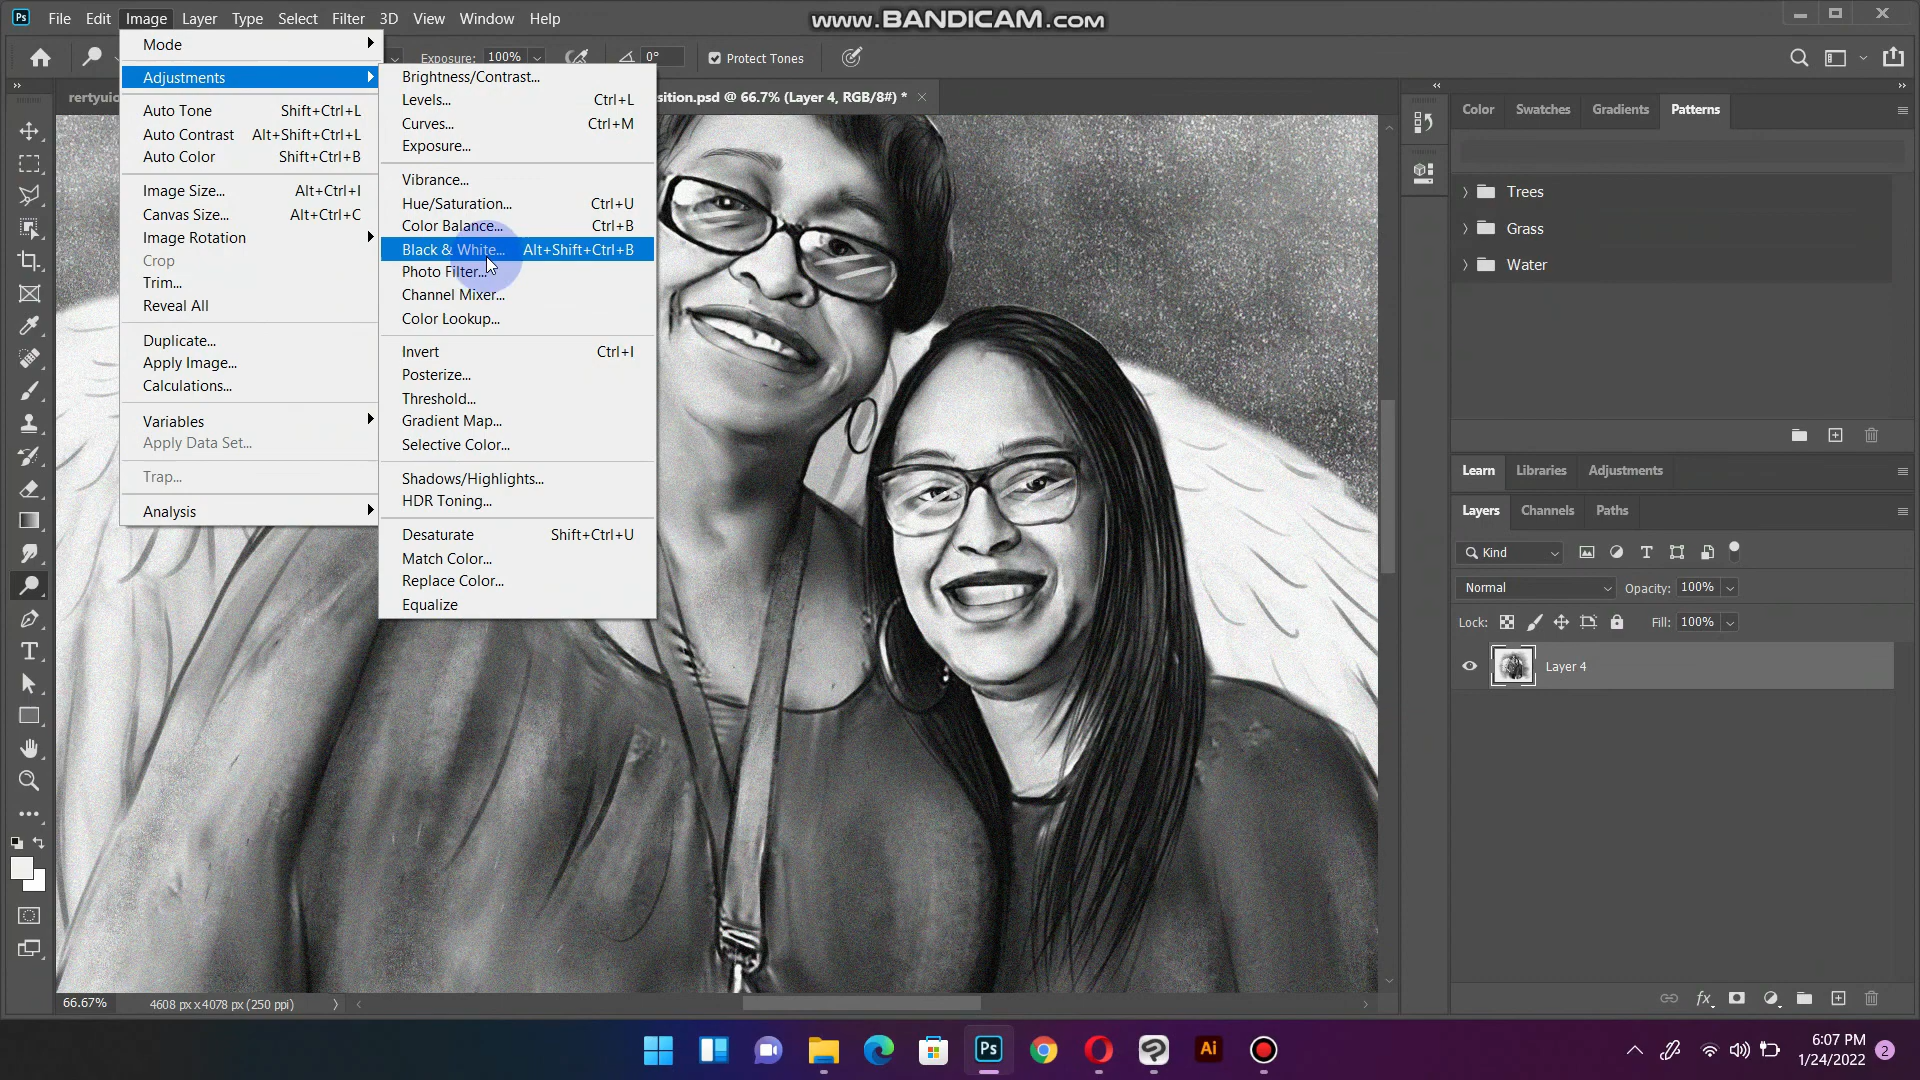 Ps File Edit Image Layer Type Select Filter 3D View Window Help
www.BANDICAM.com
Exposure: 100% 0° Protect Tones
rertyuic
sition.psd @ 66.7% (Layer 4, RGB/8#) *
Mode
Adjustments
Auto Tone Shift+Ctrl+L
Auto Contrast Alt+Shift+Ctrl+L
Auto Color Shift+Ctrl+B
Image Size... Alt+Ctrl+I
Canvas Size... Alt+Ctrl+C
Image Rotation
Crop
Trim...
Reveal All
Duplicate...
Apply Image...
Calculations...
Variables
Apply Data Set...
Trap...
Analysis
Brightness/Contrast...
Levels... Ctrl+L
Curves... Ctrl+M
Exposure...
Vibrance...
Hue/Saturation... Ctrl+U
Color Balance... Ctrl+B
Black & White... Alt+Shift+Ctrl+B
Photo Filter...
Channel Mixer...
Color Lookup...
Invert Ctrl+I
Posterize...
Threshold...
Gradient Map...
Selective Color...
Shadows/Highlights...
HDR Toning...
Desaturate Shift+Ctrl+U
Match Color...
Replace Color...
Equalize
Color Swatches Gradients Patterns
Trees
Grass
Water
Learn Libraries Adjustments
Layers Channels Paths
Kind
Normal Opacity: 100%
Lock: Fill: 100%
Layer 4
66.67% 4608 px x 4078 px (250 ppi)
Ps Ai
6:07 PM
1/24/2022 2